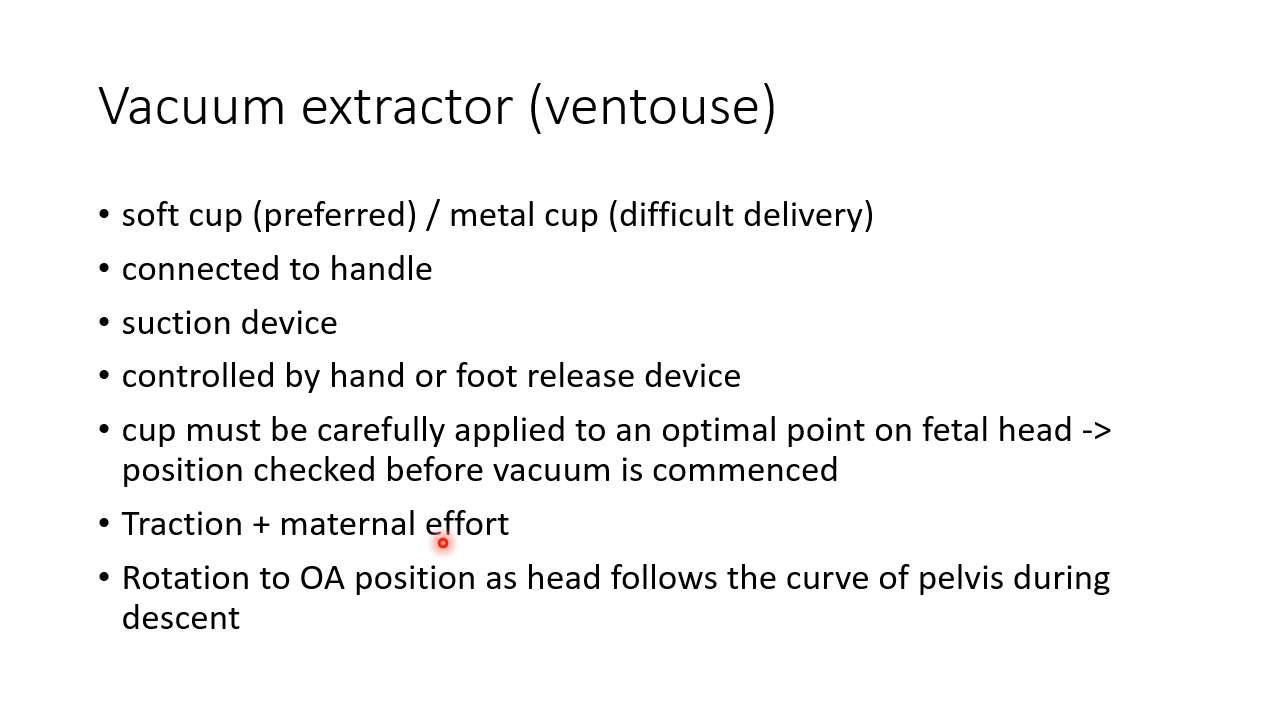 Vacuum extractor (ventouse)
• soft cup (preferred) / metal cup (difficult delivery)
• connected to handle
• suction device
• controlled by hand or foot release device
• cup must be carefully applied to an optimal point on fetal head ->
position checked before vacuum is commenced
• Traction + maternal effort
• Rotation to OA position as head follows the curve of pelvis during
descent